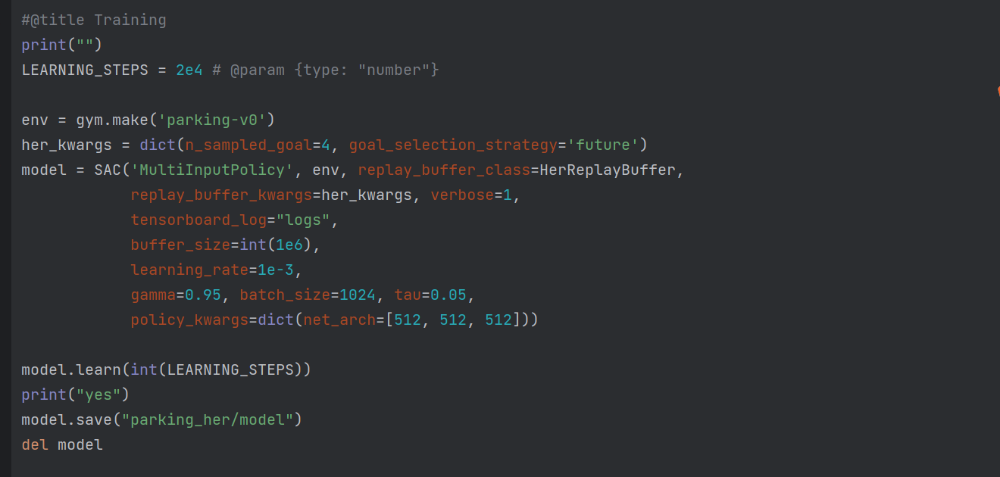 #@title Training
print("")
LEARNING_STEPS = 2e4 # @param {type: "number"}
env = gym.make('parking-v0')
her_kwargs = dict(n_sampled_goal=4, goal_selection_strategy='future')
model = SAC('MultiInputPolicy', env, replay_buffer_class=HerReplayBuffer,
            replay_buffer_kwargs=her_kwargs, verbose=1,
            tensorboard_log="logs",
            buffer_size=int(1e6),
            learning_rate=1e-3,
            gamma=0.95, batch_size=1024, tau=0.05,
            policy_kwargs=dict(net_arch=[512, 512, 512]))
model.learn(int(LEARNING_STEPS))
print("yes")
model.save("parking_her/model")
del model